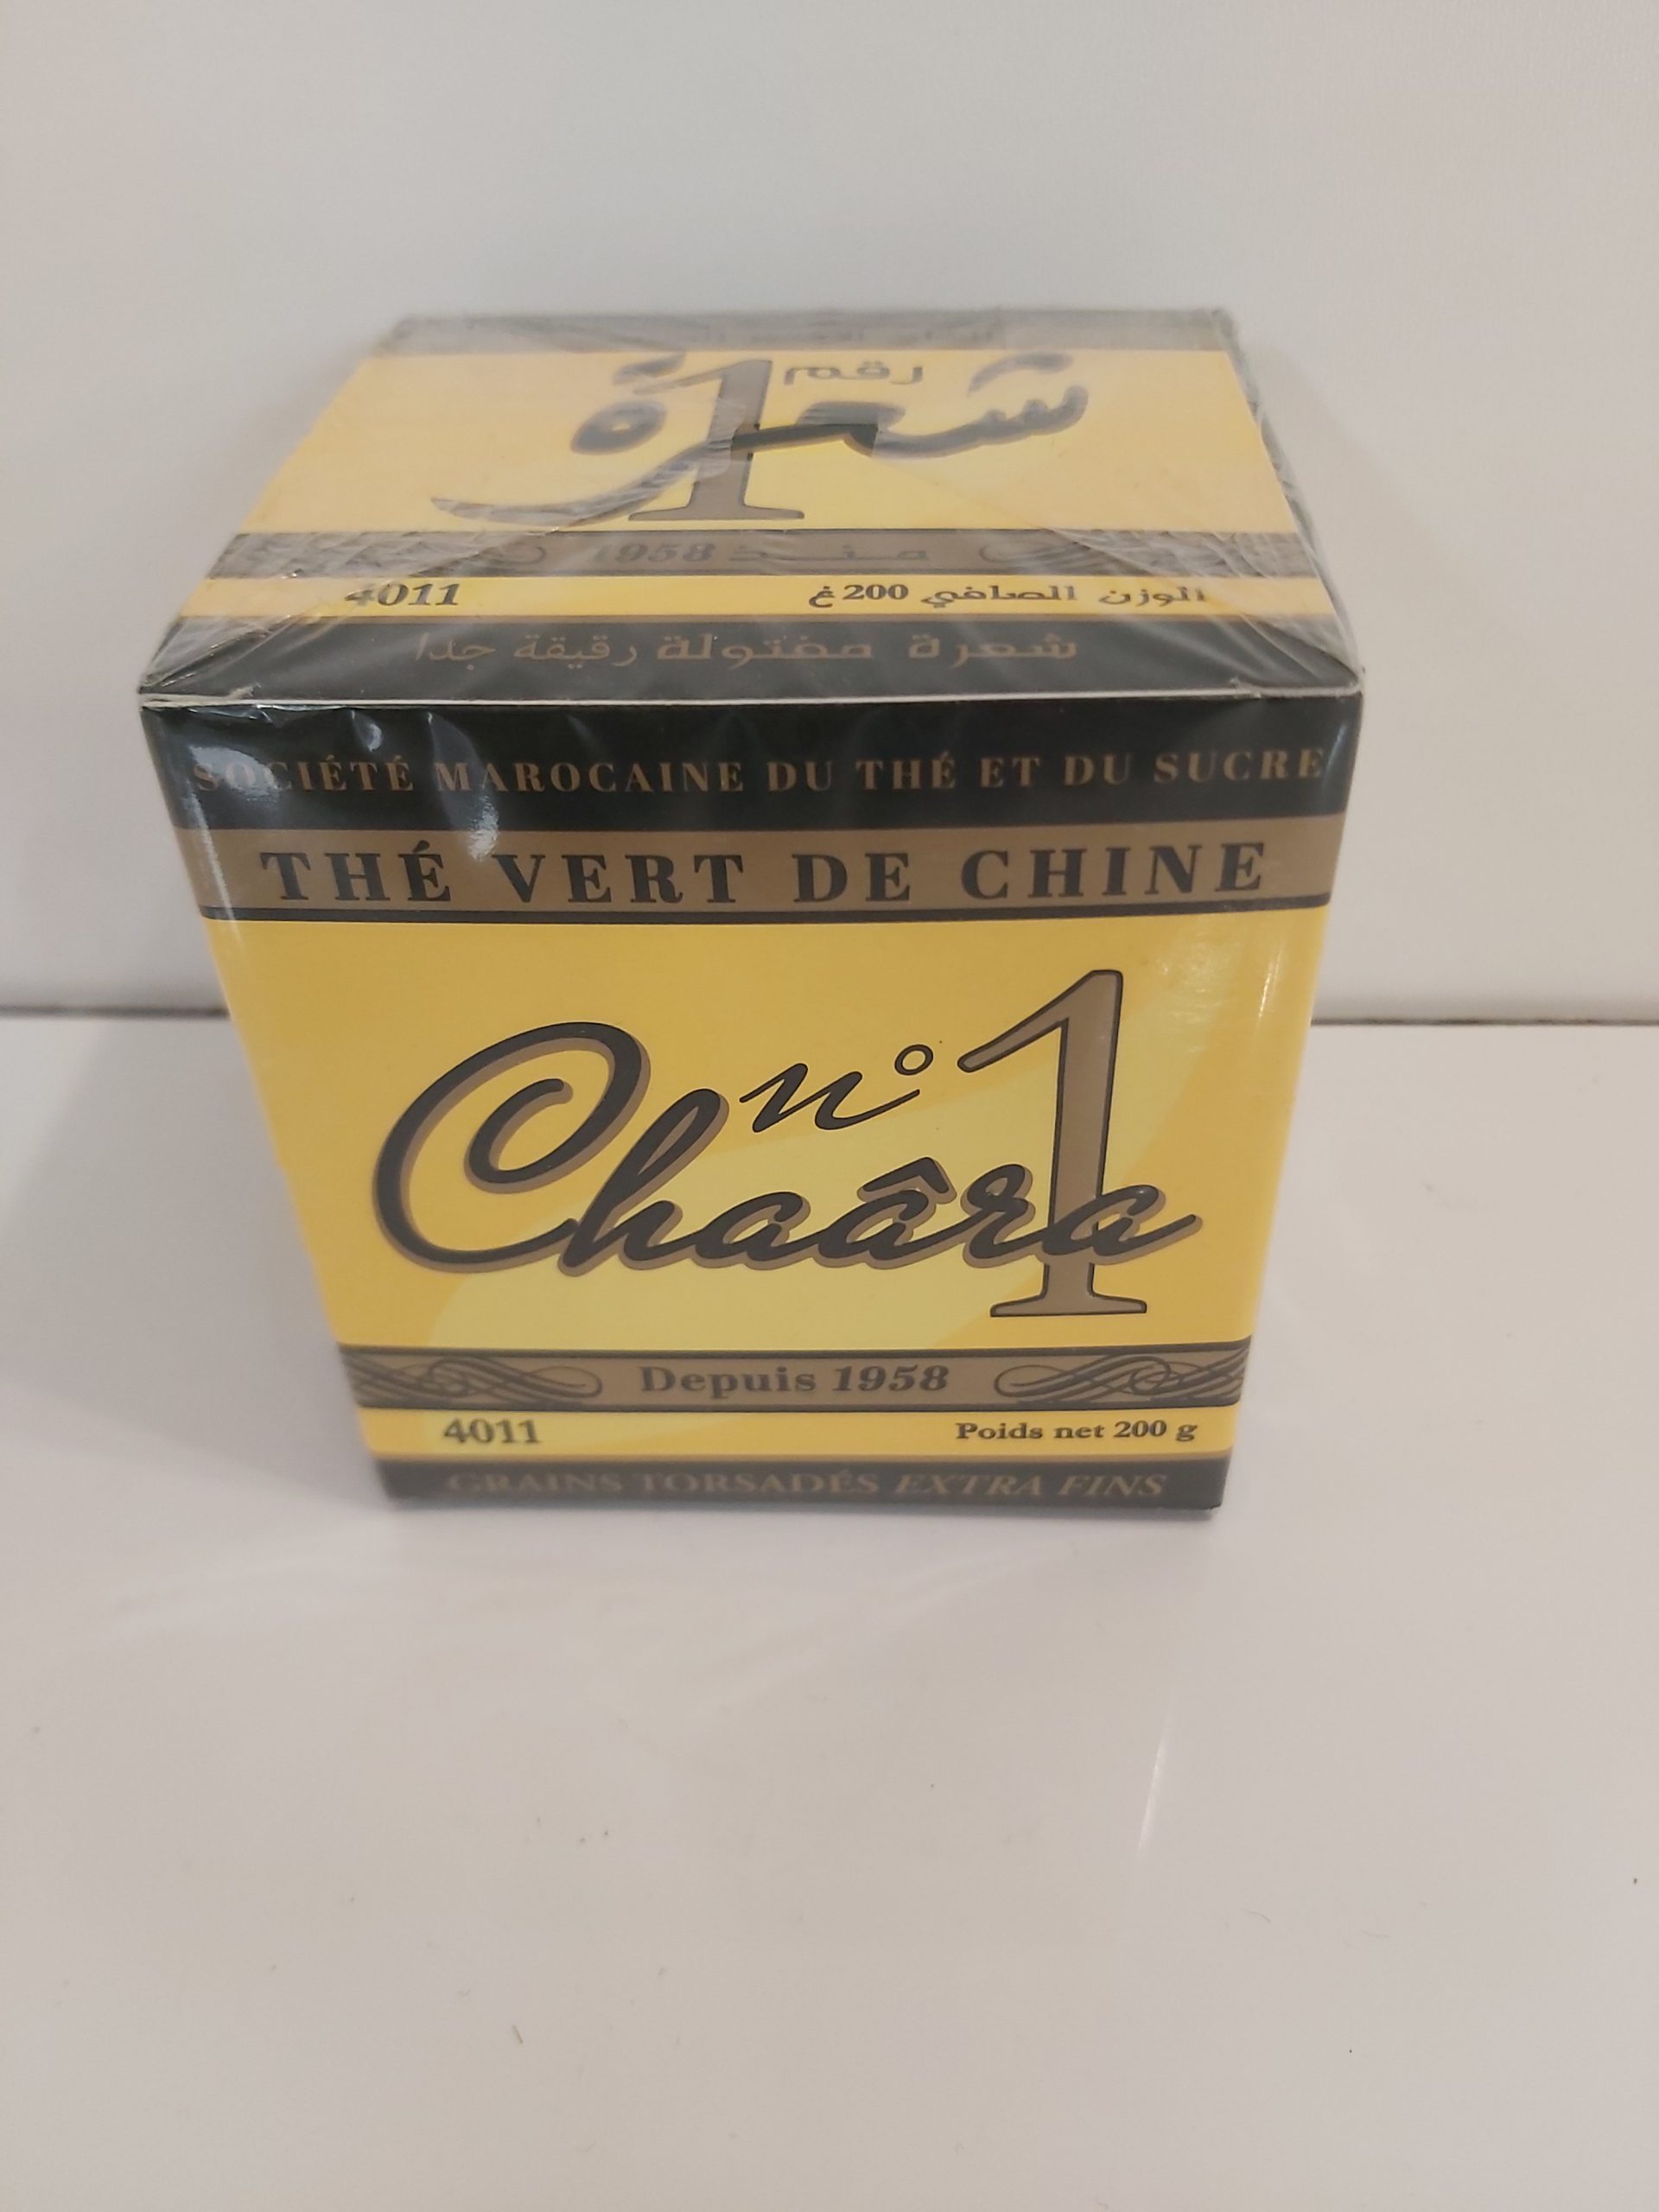 رقم 1
شعرة
منذ 1958
4011 الوزن الصافي 200 غ
شعرة مفتولة رقيقة جدا
SOCIÉTÉ MAROCAINE DU THÉ ET DU SUCRE
THÉ VERT DE CHINE
n° 1
Chaâra
Depuis 1958
4011 Poids net 200 g
GRAINS TORSADÉS EXTRA FINS